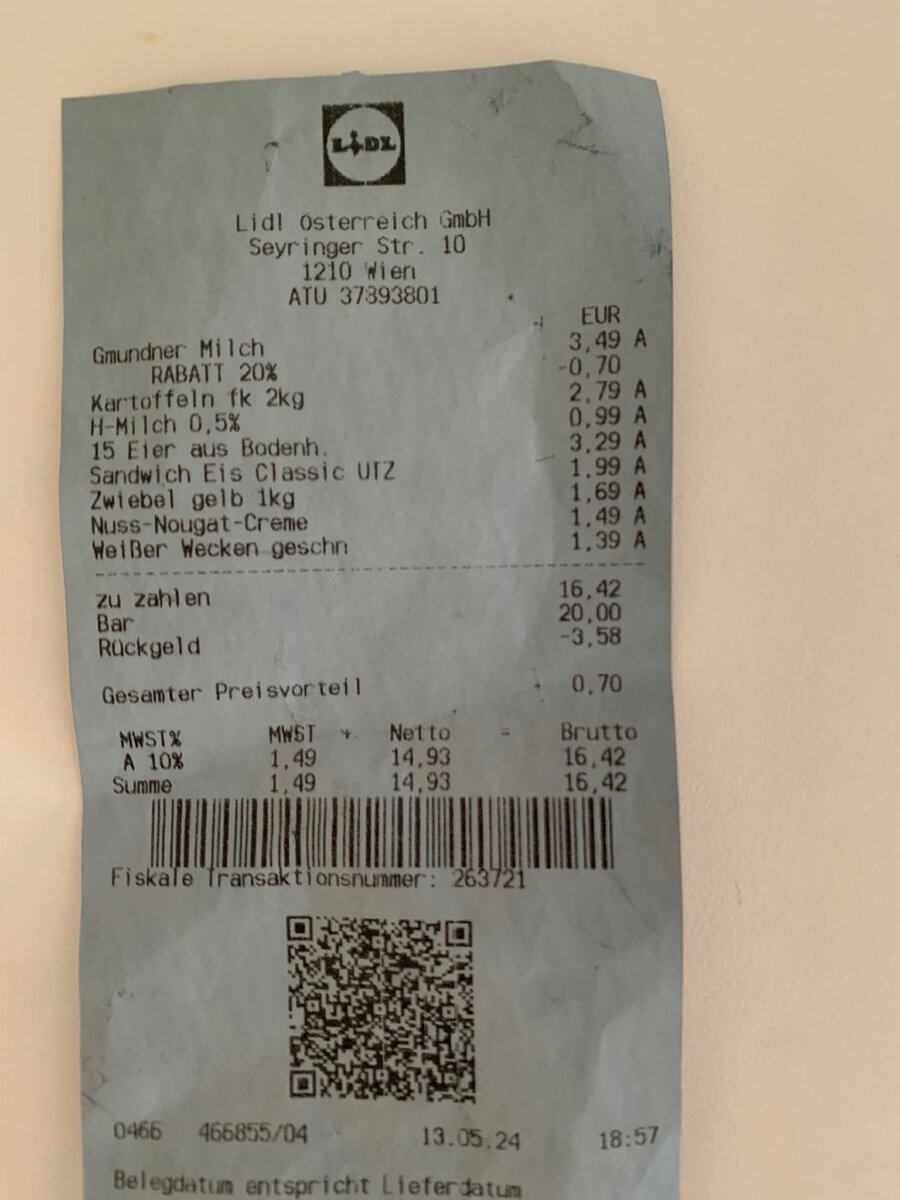 LIDL
Lidl Österreich GmbH
Seyringer Str. 10
1210 Wien
ATU 37893801
EUR
Gmundner Milch 3,49 A
RABATT 20% -0,70
Kartoffeln fk 2kg 2,79 A
H-Milch 0,5% 0,99 A
15 Eier aus Bodenh. 3,29 A
Sandwich Eis Classic UTZ 1,99 A
Zwiebel gelb 1kg 1,69 A
Nuss-Nougat-Creme 1,49 A
Weißer Wecken geschn 1,39 A
zu zahlen 16,42
Bar 20,00
Rückgeld -3,58
Gesamter Preisvorteil 0,70
MWST% MWST + Netto = Brutto
A 10% 1,49 14,93 16,42
Summe 1,49 14,93 16,42
Fiskale Transaktionsnummer: 263721
0466 466855/04 13.05.24 18:57
Belegdatum entspricht Lieferdatum